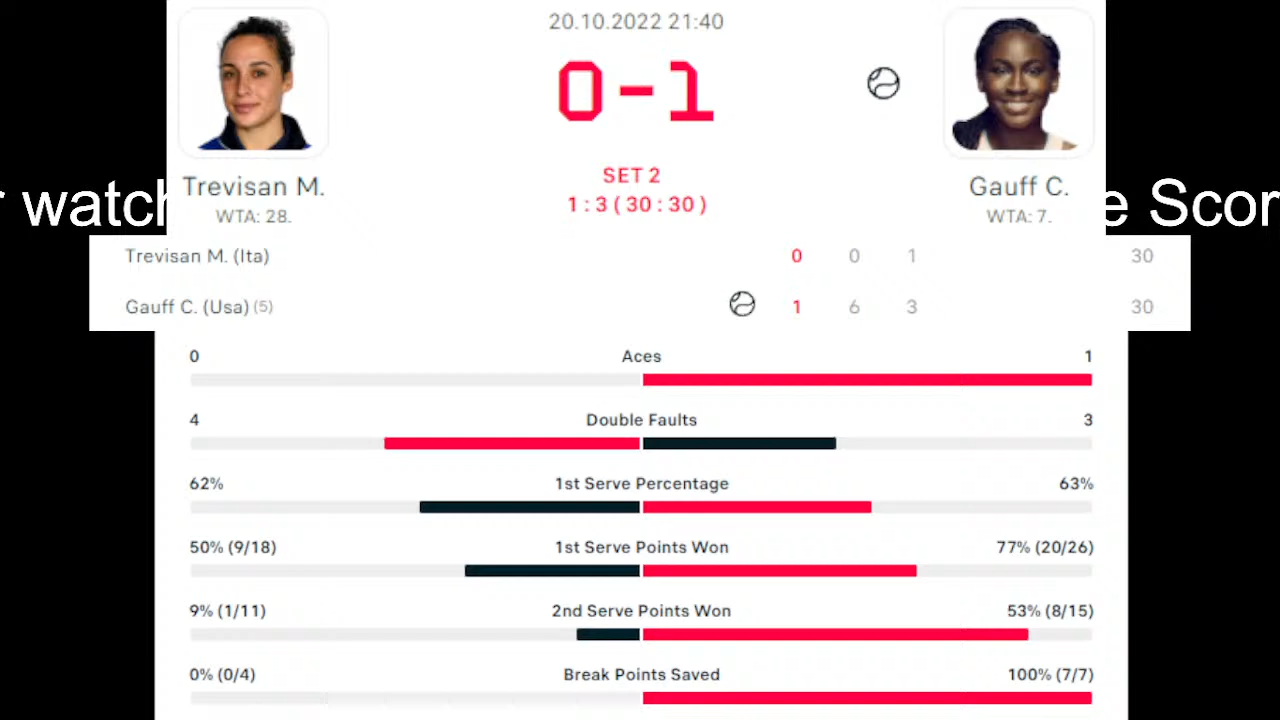 20.10.2022 21:40
0-1
SET 2
1 : 3 ( 30 : 30 )
Trevisan M.
WTA: 28.
Gauff C.
WTA: 7.
r watch
e Scor
Trevisan M. (Ita) 0 0 1 30
Gauff C. (Usa) (5) 1 6 3 30
0 Aces 1
4 Double Faults 3
62% 1st Serve Percentage 63%
50% (9/18) 1st Serve Points Won 77% (20/26)
9% (1/11) 2nd Serve Points Won 53% (8/15)
0% (0/4) Break Points Saved 100% (7/7)